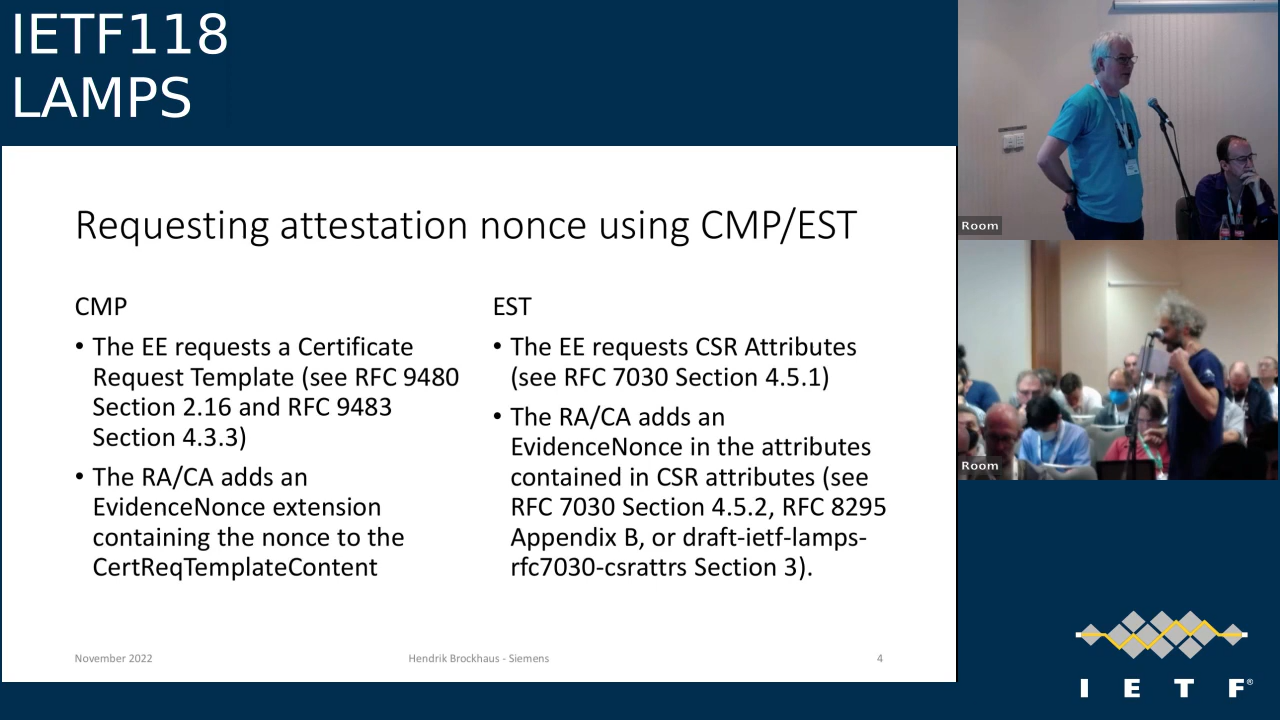 IETF118
LAMPS
Requesting attestation nonce using CMP/EST
CMP
• The EE requests a Certificate
Request Template (see RFC 9480
Section 2.16 and RFC 9483
Section 4.3.3)
• The RA/CA adds an
EvidenceNonce extension
containing the nonce to the
CertReqTemplateContent
EST
• The EE requests CSR Attributes
(see RFC 7030 Section 4.5.1)
• The RA/CA adds an
EvidenceNonce in the attributes
contained in CSR attributes (see
RFC 7030 Section 4.5.2, RFC 8295
Appendix B, or draft-ietf-lamps-
rfc7030-csrattrs Section 3).
November 2022
Hendrik Brockhaus - Siemens
4
Room
Room
IETF®